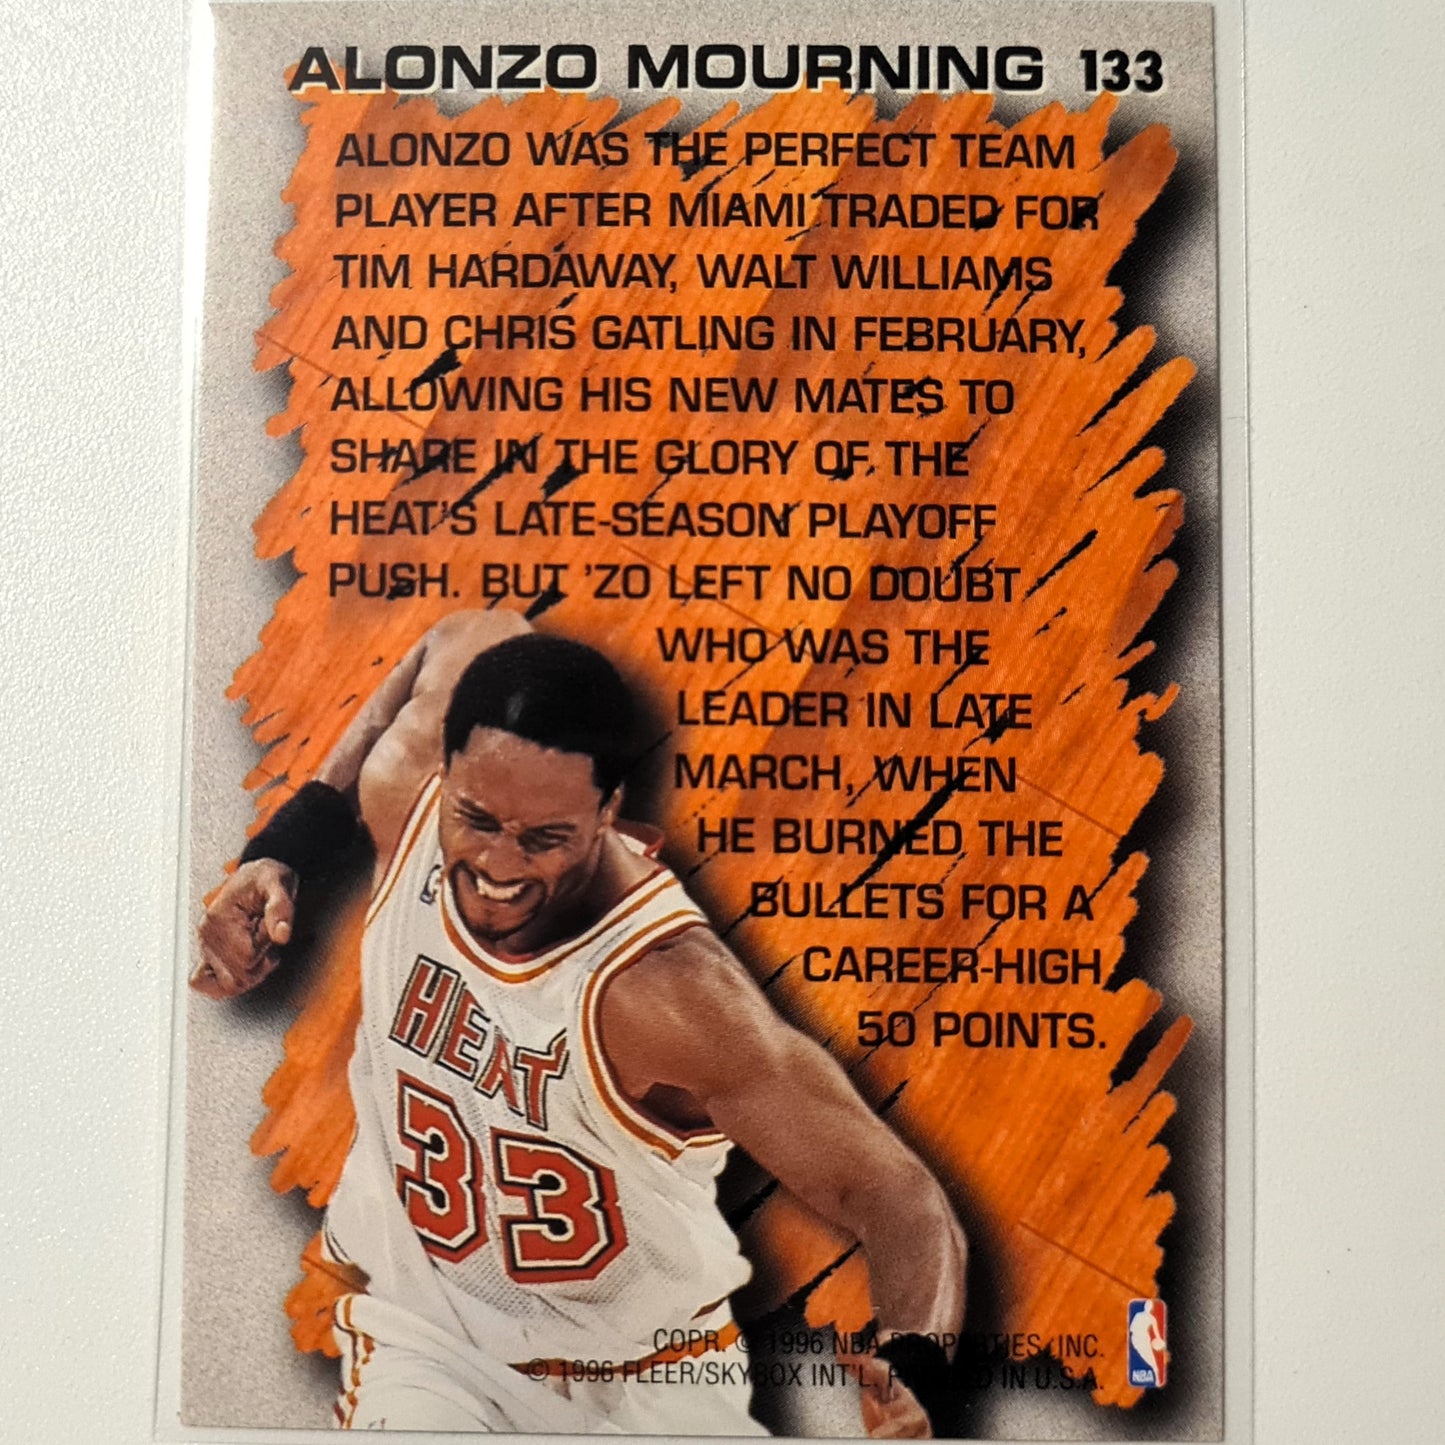 ALONZO MOURNING 133
ALONZO WAS THE PERFECT TEAM
PLAYER AFTER MIAMI TRADED FOR
TIM HARDAWAY, WALT WILLIAMS
AND CHRIS GATLING IN FEBRUARY,
ALLOWING HIS NEW MATES TO
SHARE IN THE GLORY OF THE
HEAT'S LATE-SEASON PLAYOFF
PUSH. BUT 'ZO LEFT NO DOUBT
WHO WAS THE
LEADER IN LATE
MARCH, WHEN
HE BURNED THE
BULLETS FOR A
CAREER-HIGH
50 POINTS.
HEAT
33
COPR. © 1996 NBA PROPERTIES, INC.
© 1996 FLEER/SKYBOX INT'L. PRINTED IN U.S.A.
NBA